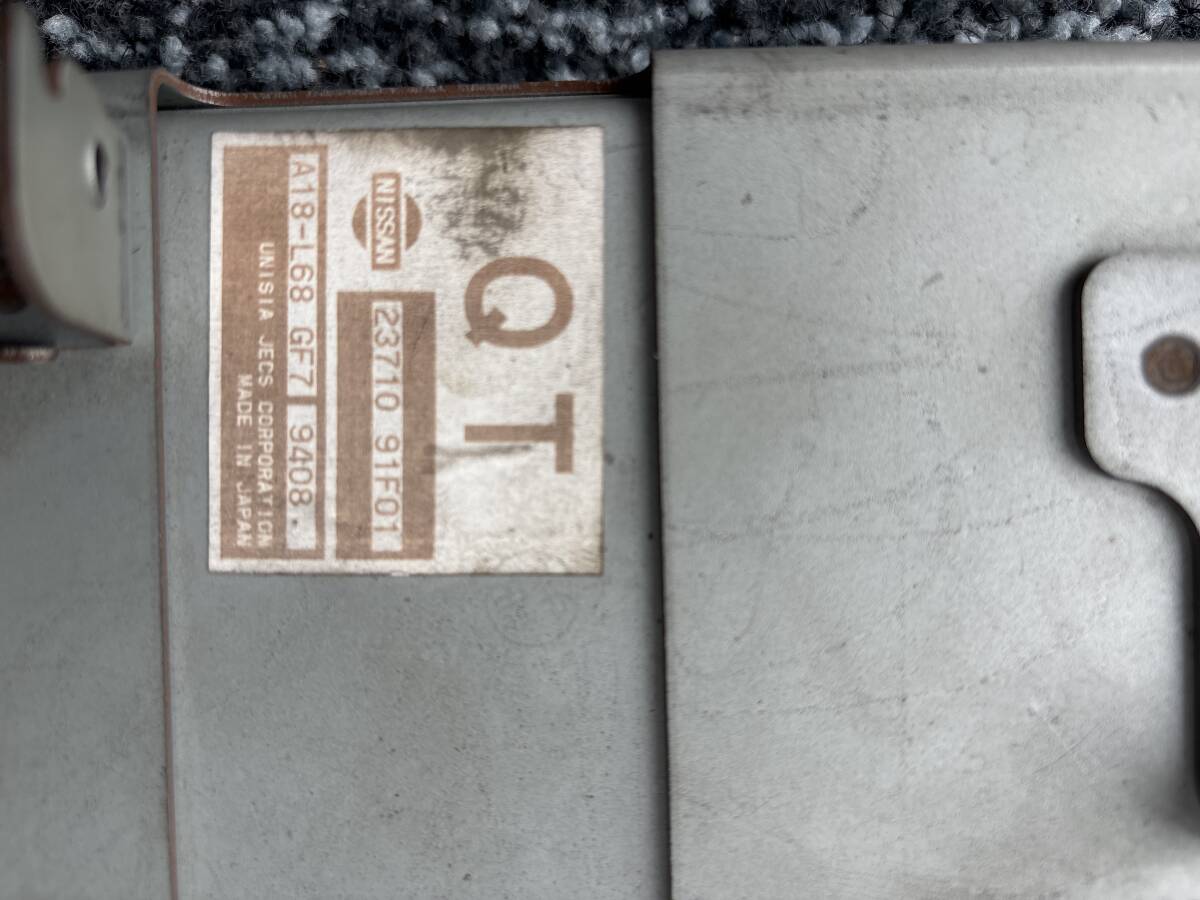 QT
NISSAN
23710 91F01
A18-L68 GF7 9408.
UNISIA JECS CORPORATION
MADE IN JAPAN